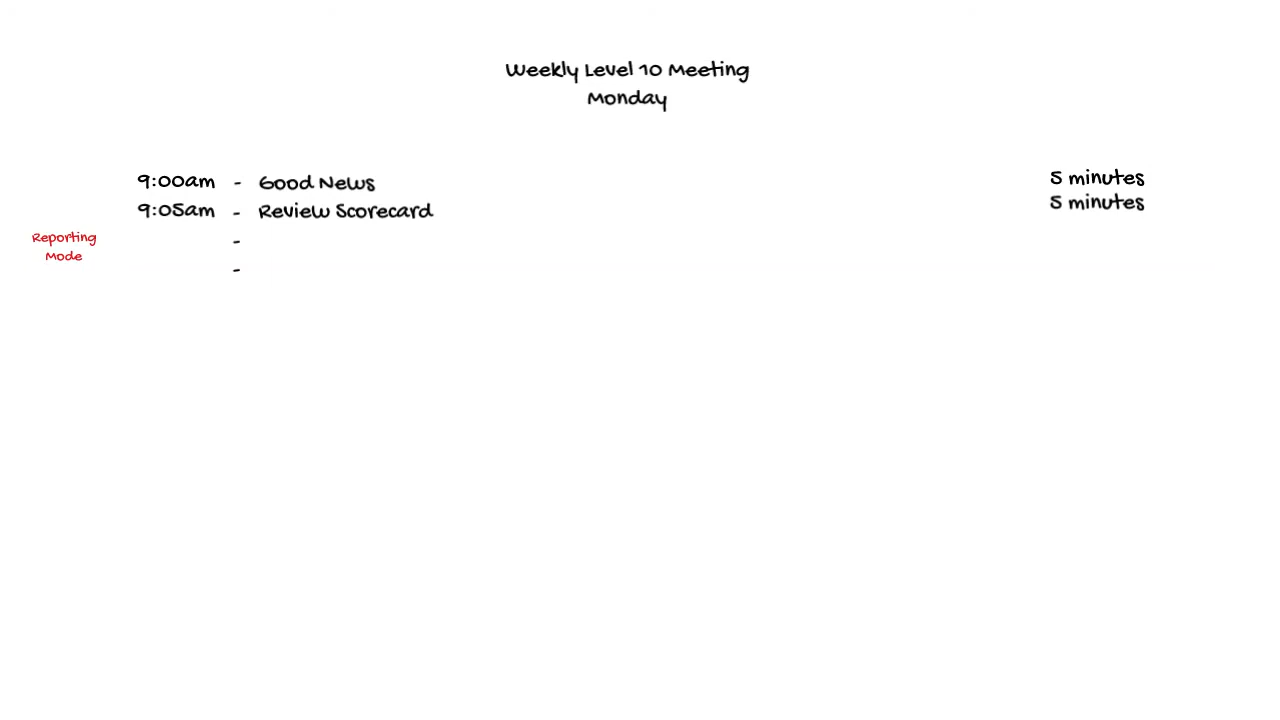 Weekly Level 10 Meeting
Monday
9:00am - Good News 5 minutes
9:05am - Review Scorecard 5 minutes
Reporting
Mode
-
-